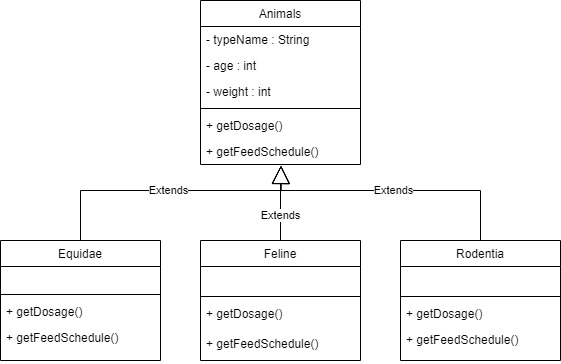 Animals
- typeName : String
- age : int
- weight : int
+ getDosage()
+ getFeedSchedule()
Extends
Extends
Extends
Equidae
+ getDosage()
+ getFeedSchedule()
Feline
+ getDosage()
+ getFeedSchedule()
Rodentia
+ getDosage()
+ getFeedSchedule()